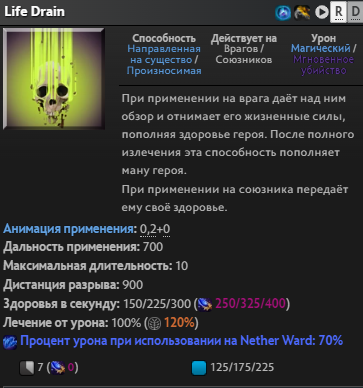 Life Drain
R D
Способность
Направленная
на существо /
Произносимая
Действует на
Врагов /
Союзников
Урон
Магический /
Мгновенное
убийство
При применении на врага даёт над ним
обзор и отнимает его жизненные силы,
пополняя здоровье героя. После полного
излечения эта способность пополняет
ману героя.
При применении на союзника передаёт
ему своё здоровье.
Анимация применения: 0,2+0
Дальность применения: 700
Максимальная длительность: 10
Дистанция разрыва: 900
Здоровья в секунду: 150/225/300 ( 250/325/400)
Лечение от урона: 100% ( 120%)
Процент урона при использовании на Nether Ward: 70%
7 ( 0) 125/175/225